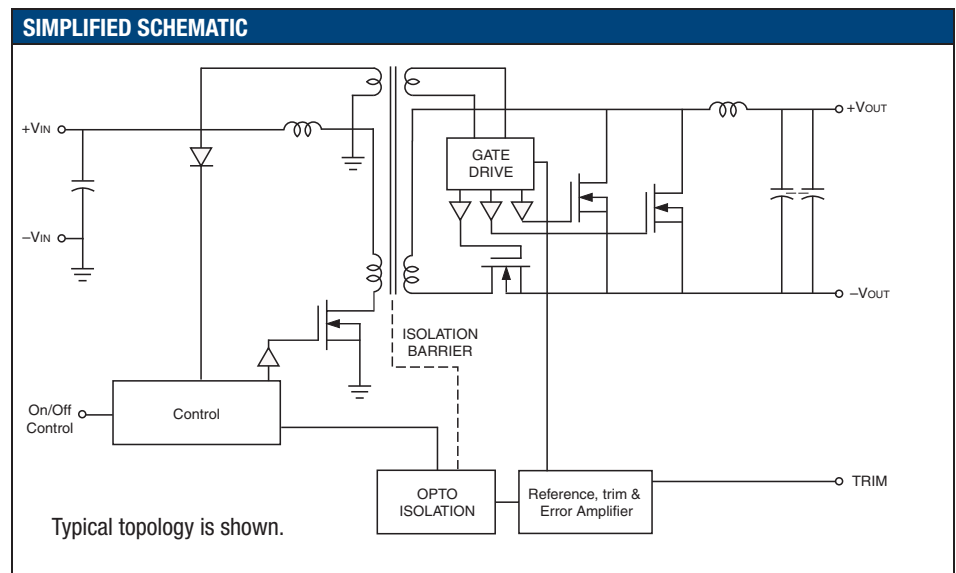 SIMPLIFIED SCHEMATIC
+VIN
+VOUT
GATE
DRIVE
–VIN
–VOUT
ISOLATION
BARRIER
On/Off
Control
Control
OPTO
ISOLATION
Reference, trim &
Error Amplifier
TRIM
Typical topology is shown.